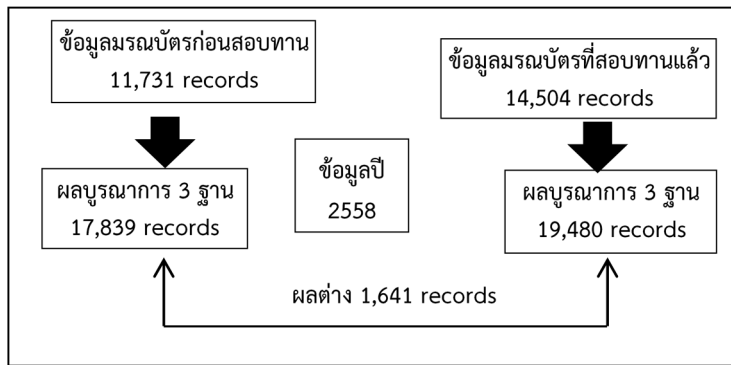 ข้อมูลมรณบัตรก่อนสอบทาน
11,731 records
ข้อมูลมรณบัตรที่สอบทานแล้ว
14,504 records
ข้อมูลปี
2558
ผลบูรณาการ 3 ฐาน
17,839 records
ผลบูรณาการ 3 ฐาน
19,480 records
ผลต่าง 1,641 records